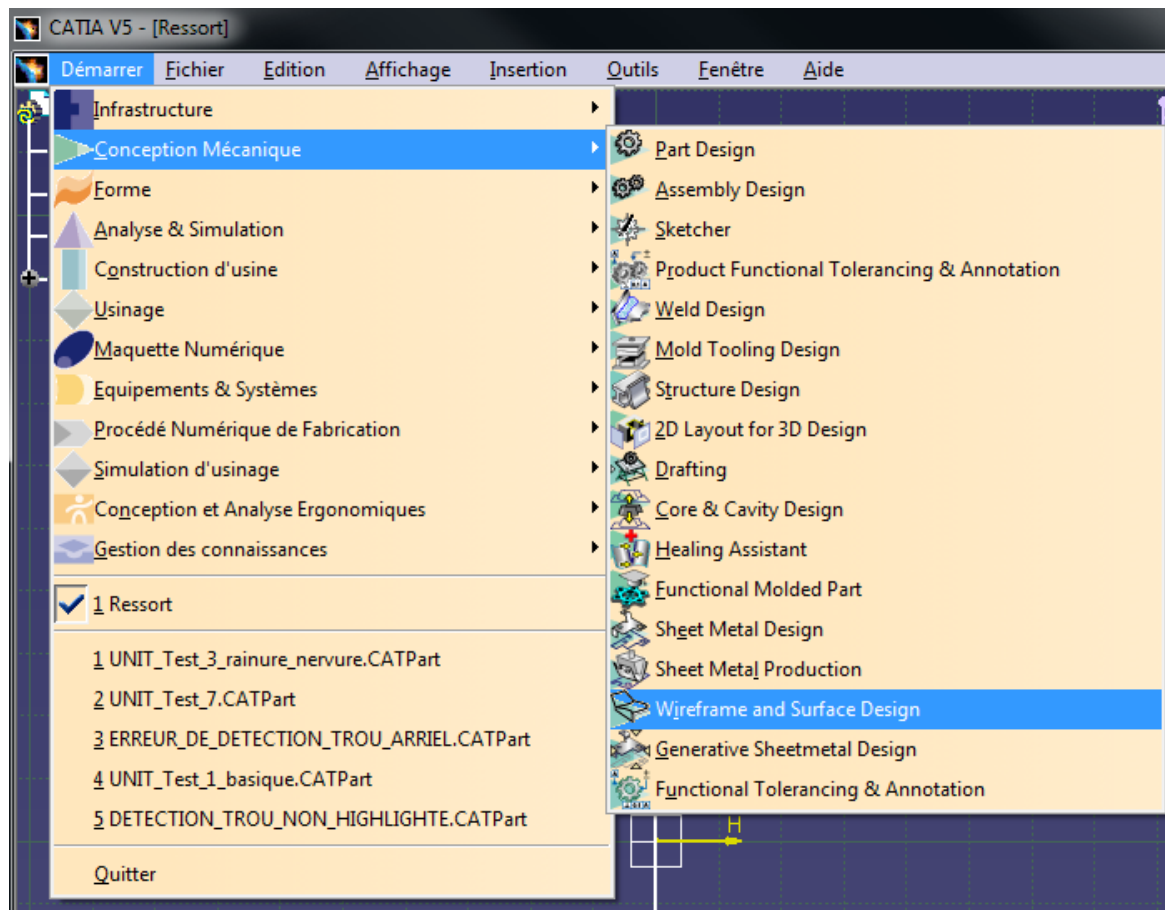 CATIA V5 - [Ressort]
Démarrer Fichier Edition Affichage Insertion Outils Fenêtre Aide
Infrastructure
Conception Mécanique
Forme
Analyse & Simulation
Construction d'usine
Usinage
Maquette Numérique
Equipements & Systèmes
Procédé Numérique de Fabrication
Simulation d'usinage
Conception et Analyse Ergonomiques
Gestion des connaissances
1 Ressort
1 UNIT_Test_3_rainure_nervure.CATPart
2 UNIT_Test_7.CATPart
3 ERREUR_DE_DETECTION_TROU_ARRIEL.CATPart
4 UNIT_Test_1_basique.CATPart
5 DETECTION_TROU_NON_HIGHLIGHTE.CATPart
Quitter
Part Design
Assembly Design
Sketcher
Product Functional Tolerancing & Annotation
Weld Design
Mold Tooling Design
Structure Design
2D Layout for 3D Design
Drafting
Core & Cavity Design
Healing Assistant
Functional Molded Part
Sheet Metal Design
Sheet Metal Production
Wireframe and Surface Design
Generative Sheetmetal Design
Functional Tolerancing & Annotation
H